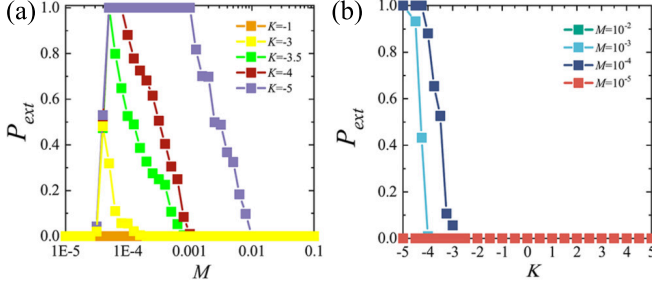 (a)
1.0
0.8
0.6
0.4
0.2
0.0
P_ext
K=-1
K=-3
K=-3.5
K=-4
K=-5
1E-5 1E-4 0.001 0.01 0.1
M
(b)
1.0
0.8
0.6
0.4
0.2
0.0
P_ext
M=10⁻²
M=10⁻³
M=10⁻⁴
M=10⁻⁵
-5 -4 -3 -2 -1 0 1 2 3 4 5
K